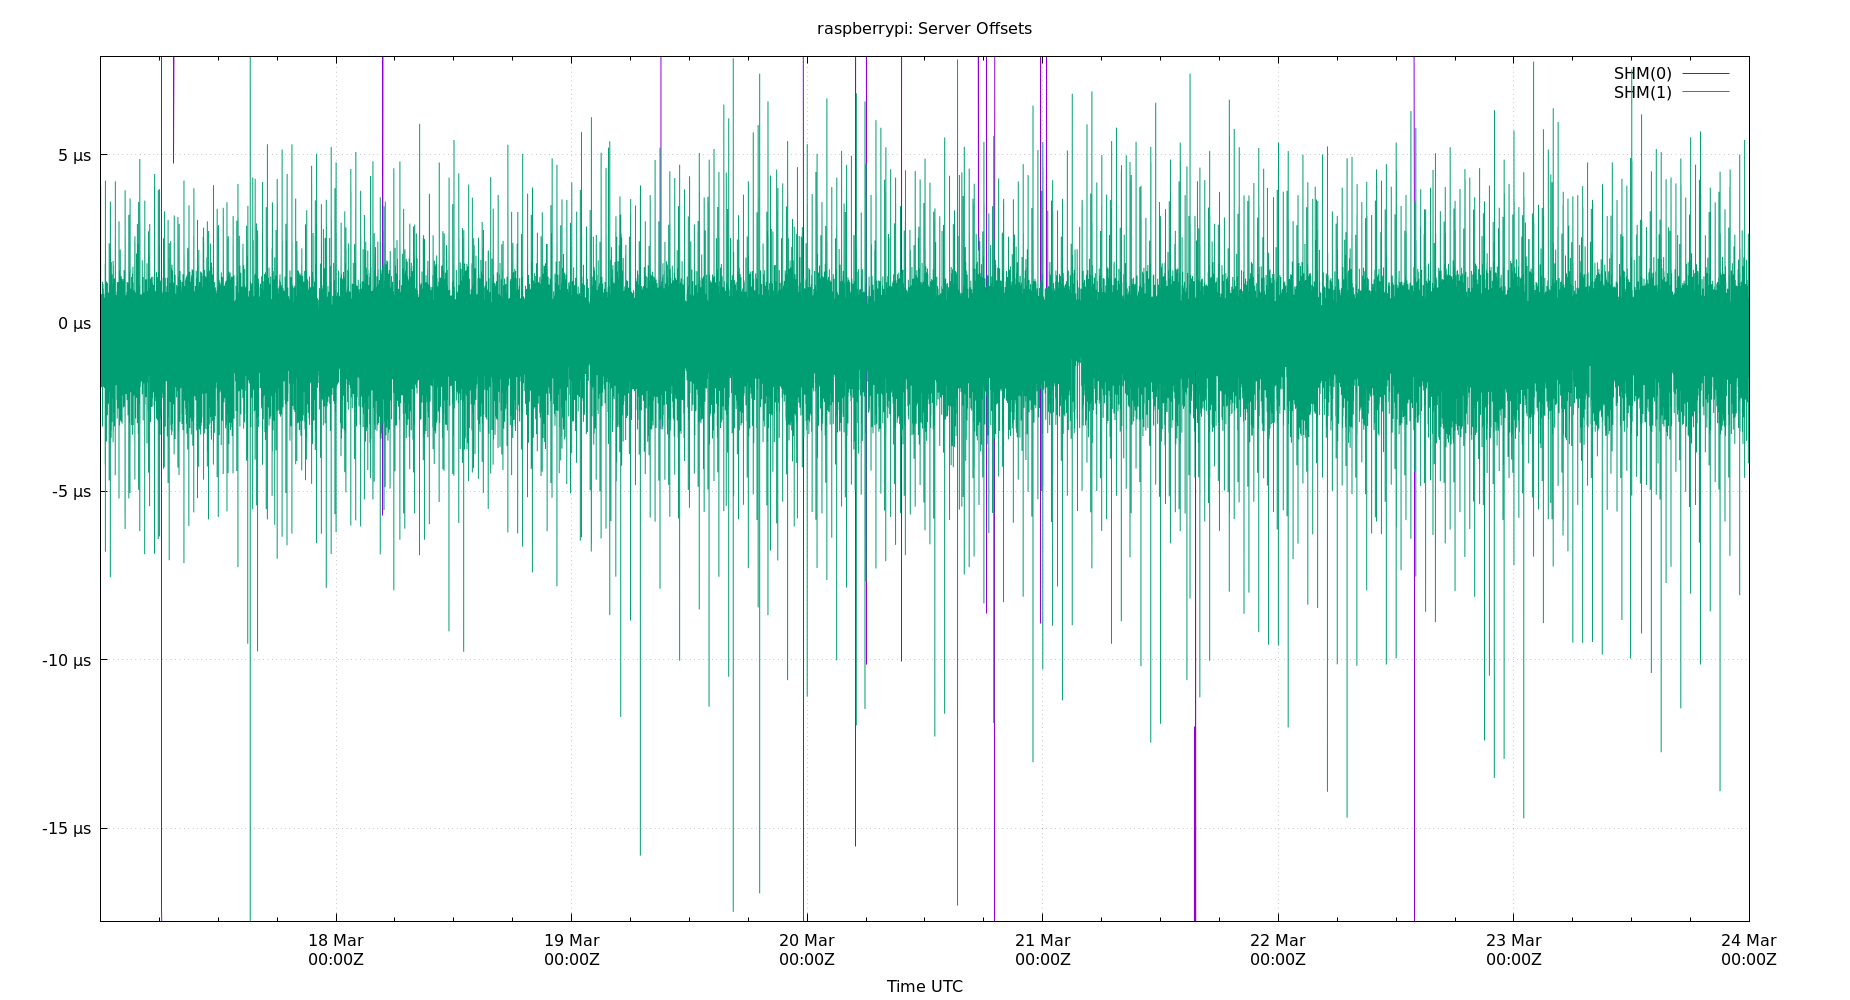 raspberrypi: Server Offsets
SHM(0)
SHM(1)
5 µs
0 µs
-5 µs
-10 µs
-15 µs
18 Mar 19 Mar 20 Mar 21 Mar 22 Mar 23 Mar 24 Mar
00:00Z 00:00Z 00:00Z 00:00Z 00:00Z 00:00Z 00:00Z
Time UTC